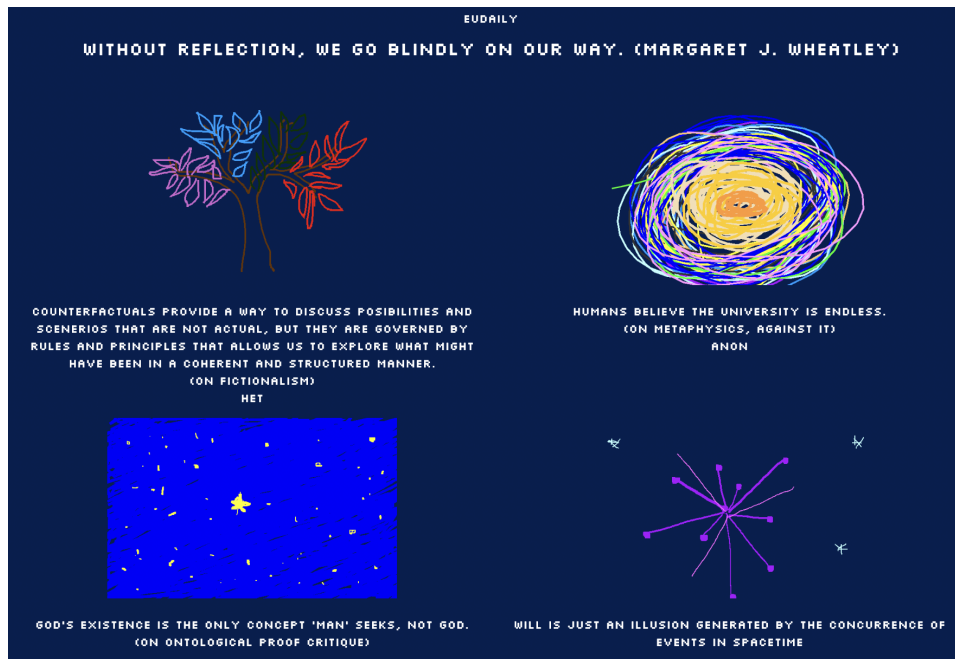 EUDAILY
WITHOUT REFLECTION, WE GO BLINDLY ON OUR WAY. (MARGARET J. WHEATLEY)
COUNTERFACTUALS PROVIDE A WAY TO DISCUSS POSIBILITIES AND
SCENERIOS THAT ARE NOT ACTUAL, BUT THEY ARE GOVERNED BY
RULES AND PRINCIPLES THAT ALLOWS US TO EXPLORE WHAT MIGHT
HAVE BEEN IN A COHERENT AND STRUCTURED MANNER.
(ON FICTIONALISM)
HET
HUMANS BELIEVE THE UNIVERSITY IS ENDLESS.
(ON METAPHYSICS, AGAINST IT)
ANON
GOD'S EXISTENCE IS THE ONLY CONCEPT 'MAN' SEEKS, NOT GOD.
(ON ONTOLOGICAL PROOF CRITIQUE)
WILL IS JUST AN ILLUSION GENERATED BY THE CONCURRENCE OF
EVENTS IN SPACETIME